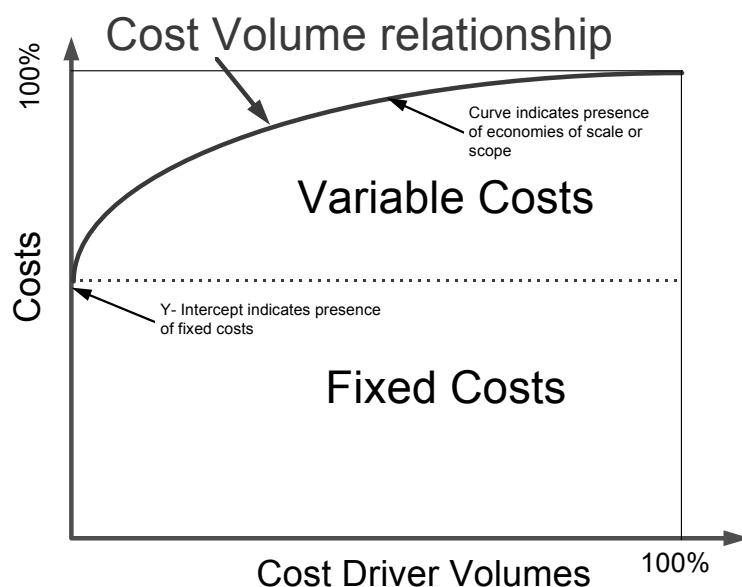 Cost Volume relationship
100%
Curve indicates presence
of economies of scale or
scope
Variable Costs
Costs
Y- Intercept indicates presence
of fixed costs
Fixed Costs
Cost Driver Volumes
100%